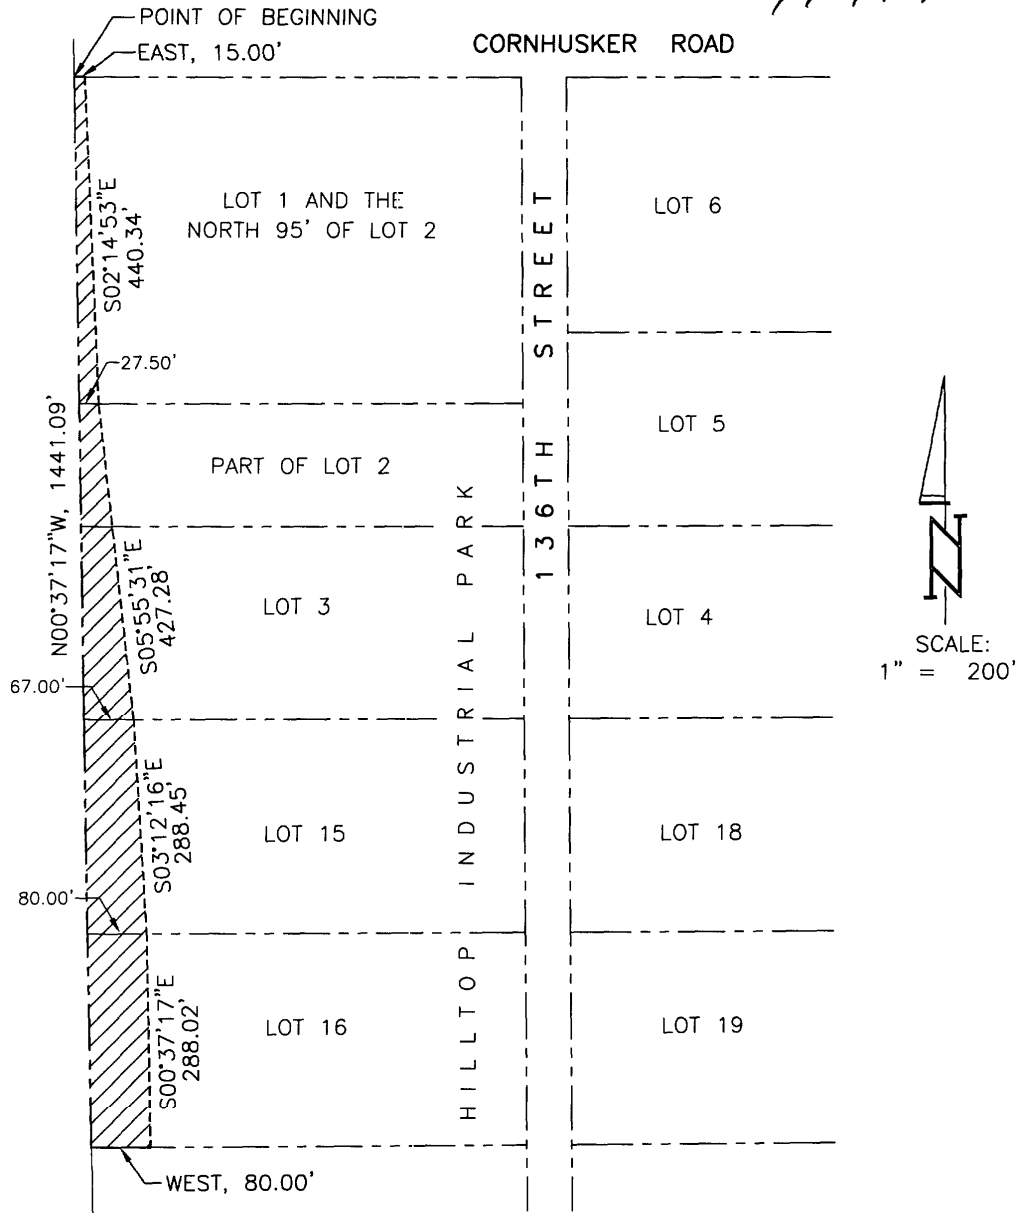 POINT OF BEGINNING
EAST, 15.00'
CORNHUSKER ROAD
LOT 1 AND THE
NORTH 95' OF LOT 2
LOT 6
S02°14'53"E
440.34'
27.50'
136TH STREET
LOT 5
PART OF LOT 2
N00°37'17"W, 1441.09'
S05°55'31"E
427.28'
LOT 3
LOT 4
HILLTOP INDUSTRIAL PARK
N
SCALE:
1" = 200'
67.00'
S03°12'16"E
288.45'
LOT 15
LOT 18
80.00'
S00°37'17"E
288.02'
LOT 16
LOT 19
WEST, 80.00'